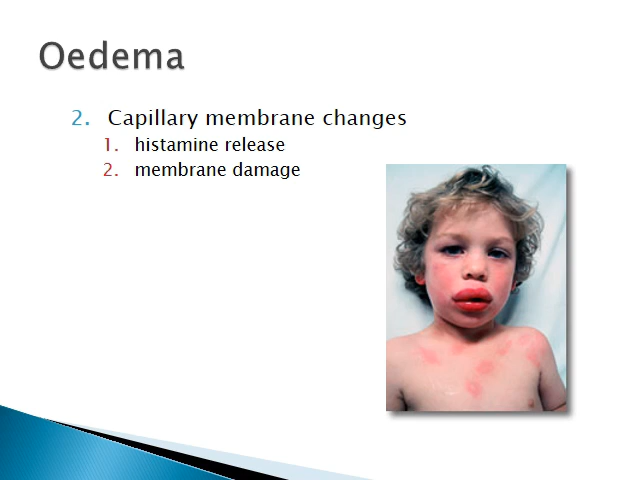 Oedema
2. Capillary membrane changes
1. histamine release
2. membrane damage